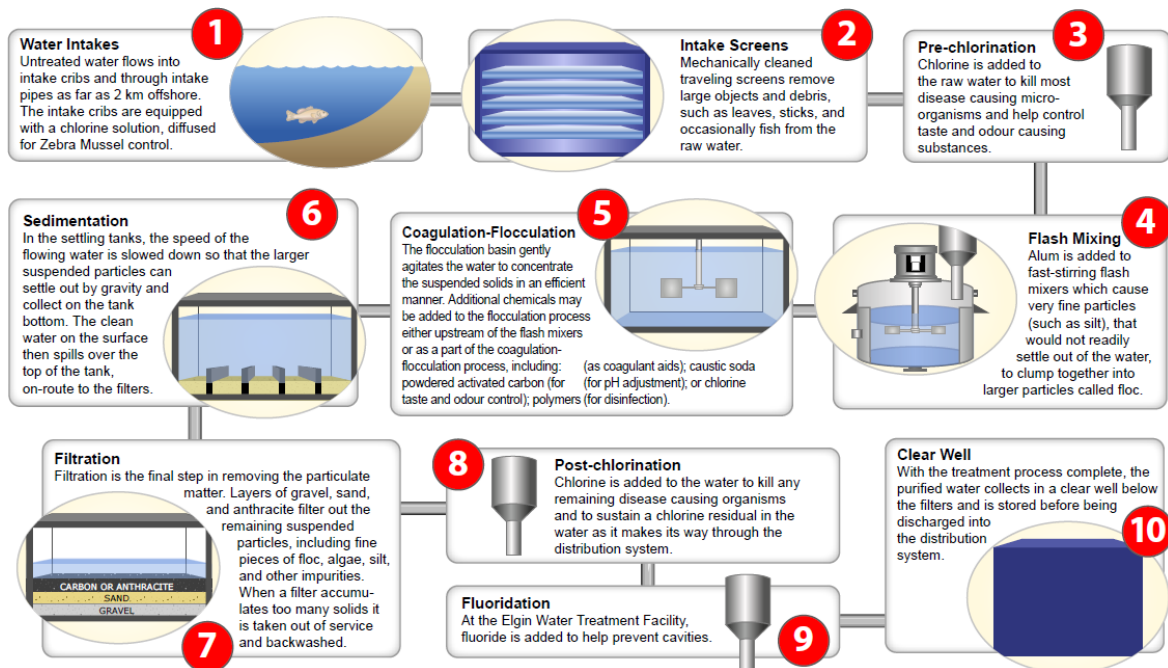 1
Water Intakes
Untreated water flows into
intake cribs and through intake
pipes as far as 2 km offshore.
The intake cribs are equipped
with a chlorine solution, diffused
for Zebra Mussel control.
2
Intake Screens
Mechanically cleaned
traveling screens remove
large objects and debris,
such as leaves, sticks, and
occasionally fish from the
raw water.
3
Pre-chlorination
Chlorine is added to
the raw water to kill most
disease causing micro-
organisms and help control
taste and odour causing
substances.
4
Flash Mixing
Alum is added to
fast-stirring flash
mixers which cause
very fine particles
(such as silt), that
would not readily
settle out of the water,
to clump together into
larger particles called floc.
5
Coagulation-Flocculation
The flocculation basin gently
agitates the water to concentrate
the suspended solids in an efficient
manner. Additional chemicals may
be added to the flocculation process
either upstream of the flash mixers
or as a part of the coagulation-
flocculation process, including: (as coagulant aids); caustic soda
powdered activated carbon (for (for pH adjustment); or chlorine
taste and odour control); polymers (for disinfection).
6
Sedimentation
In the settling tanks, the speed of the
flowing water is slowed down so that the larger
suspended particles can
settle out by gravity and
collect on the tank
bottom. The clean
water on the surface
then spills over the
top of the tank,
on-route to the filters.
7
Filtration
Filtration is the final step in removing the particulate
matter. Layers of gravel, sand,
and anthracite filter out the
remaining suspended
particles, including fine
pieces of floc, algae, silt,
and other impurities.
When a filter accumu-
lates too many solids it
is taken out of service
and backwashed.
CARBON OR ANTHRACITE
SAND
GRAVEL
8
Post-chlorination
Chlorine is added to the water to kill any
remaining disease causing organisms
and to sustain a chlorine residual in the
water as it makes its way through the
distribution system.
9
Fluoridation
At the Elgin Water Treatment Facility,
fluoride is added to help prevent cavities.
10
Clear Well
With the treatment process complete, the
purified water collects in a clear well below
the filters and is stored before being
discharged into
the distribution
system.